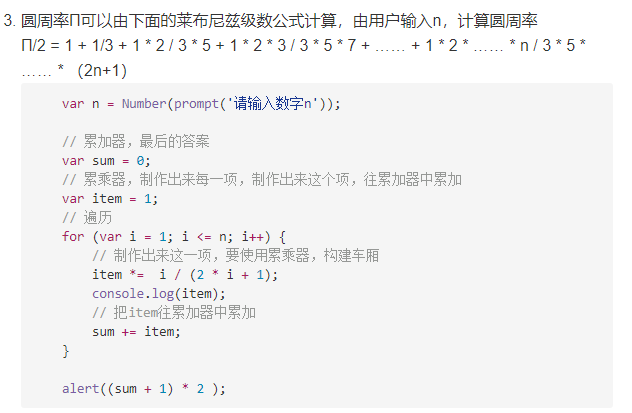 3. 圆周率Π可以由下面的莱布尼兹级数公式计算，由用户输入n，计算圆周率
Π/2 = 1 + 1/3 + 1 * 2 / 3 * 5 + 1 * 2 * 3 / 3 * 5 * 7 + …… + 1 * 2 * …… * n / 3 * 5 *
…… * （2n+1）
var n = Number(prompt('请输入数字n'));
// 累加器，最后的答案
var sum = 0;
// 累乘器，制作出来每一项，制作出来这个项，往累加器中累加
var item = 1;
// 遍历
for (var i = 1; i <= n; i++) {
// 制作出来这一项，要使用累乘器，构建车厢
item *=  i / (2 * i + 1);
console.log(item);
// 把item往累加器中累加
sum += item;
}
alert((sum + 1) * 2 );